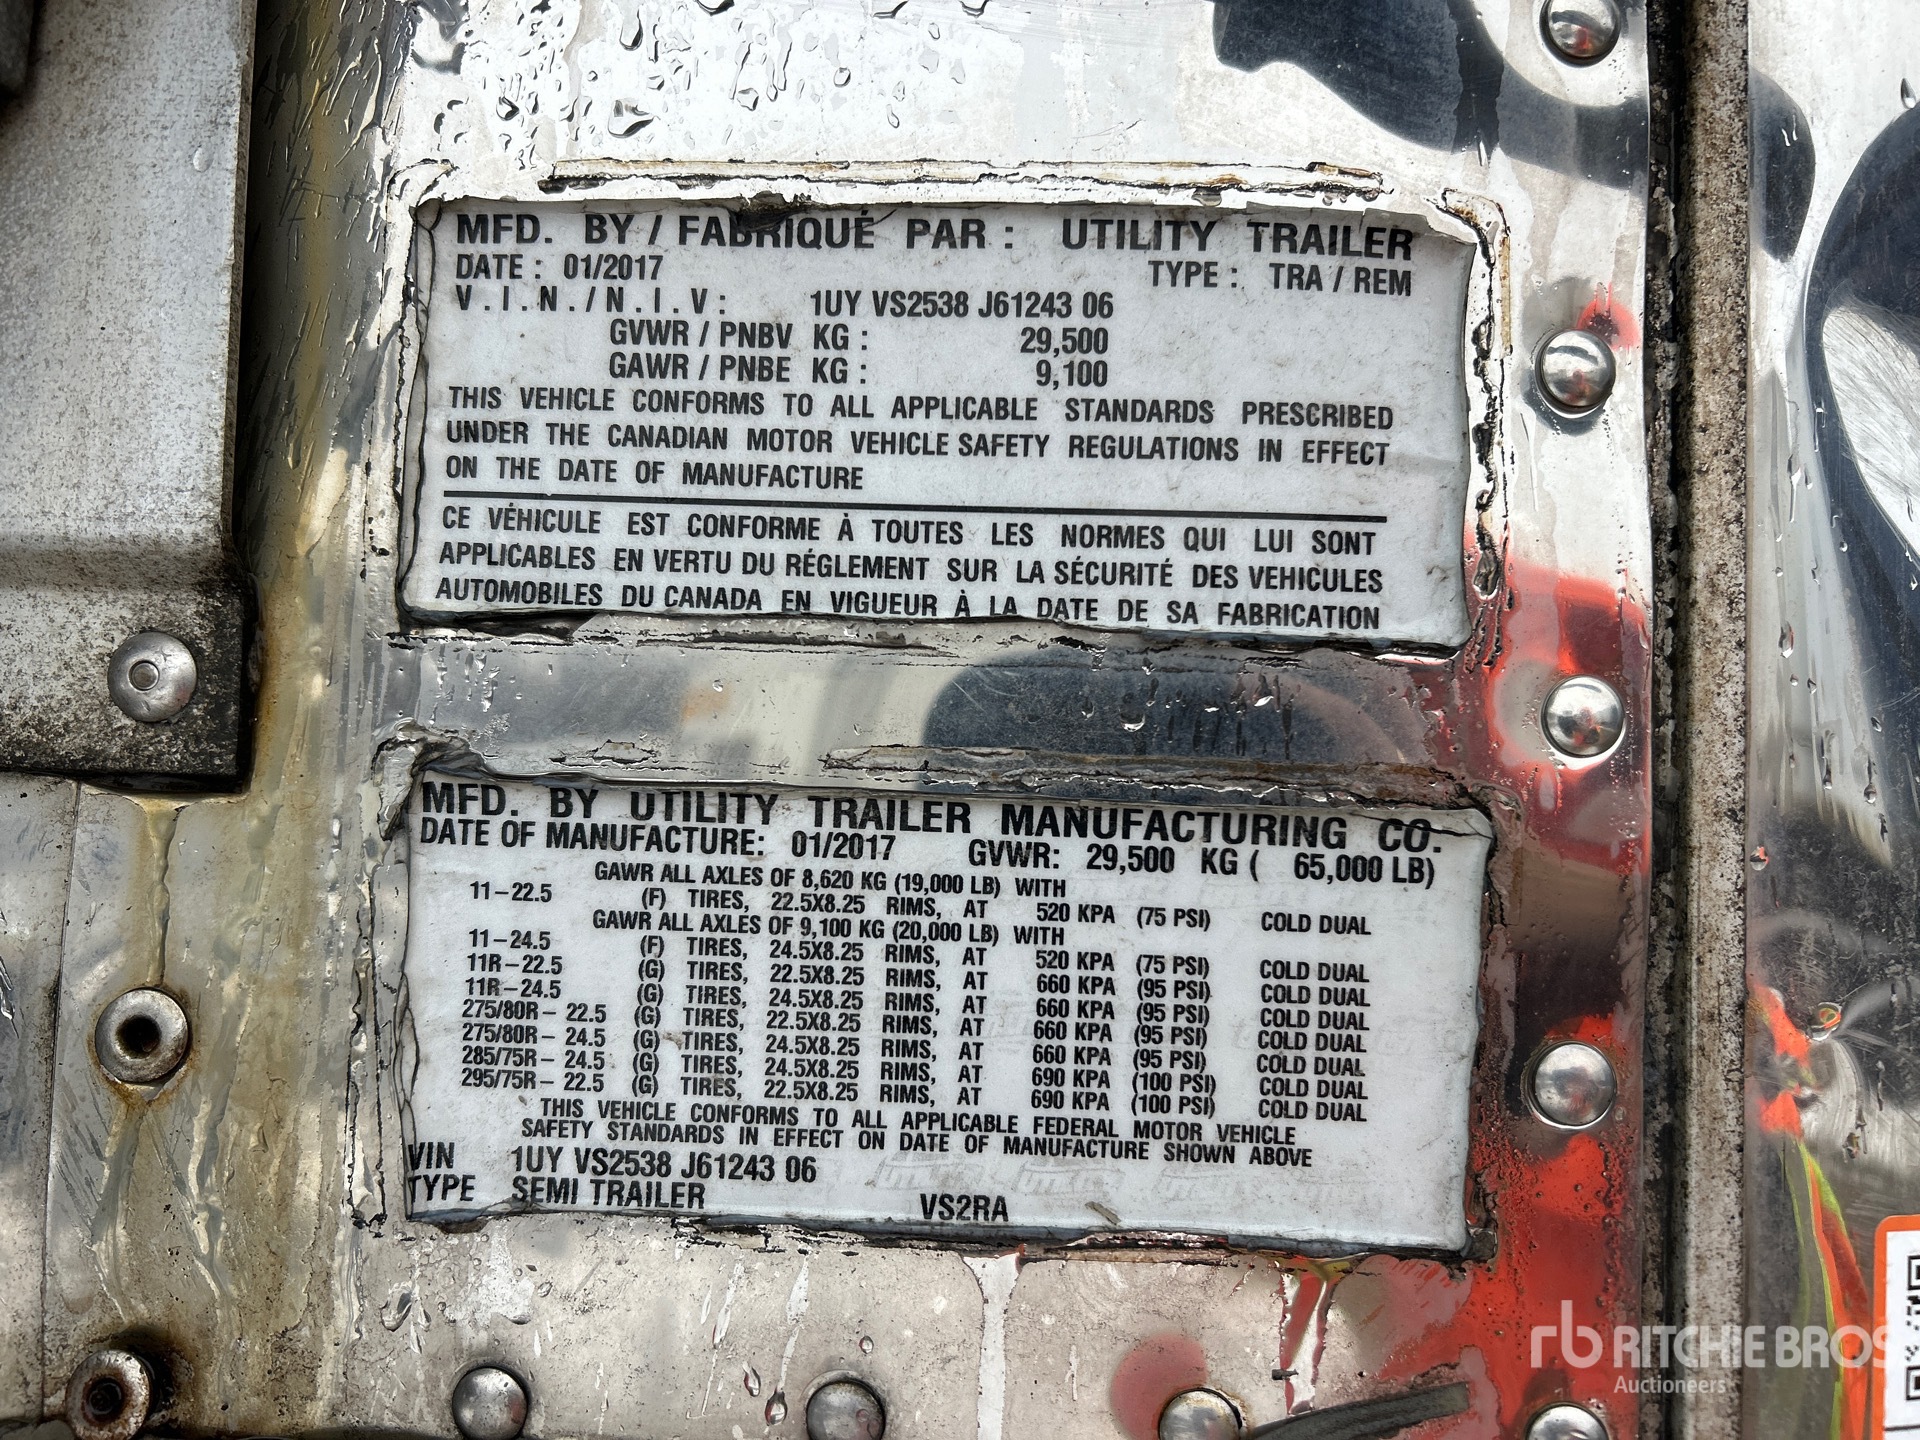 MFD. BY / FABRIQUÉ PAR : UTILITY TRAILER
DATE : 01/2017 TYPE : TRA / REM
V.I.N./N.I.V: 1UY VS2538 J61243 06
GVWR / PNBV KG : 29,500
GAWR / PNBE KG : 9,100
THIS VEHICLE CONFORMS TO ALL APPLICABLE STANDARDS PRESCRIBED
UNDER THE CANADIAN MOTOR VEHICLE SAFETY REGULATIONS IN EFFECT
ON THE DATE OF MANUFACTURE
CE VÉHICULE EST CONFORME À TOUTES LES NORMES QUI LUI SONT
APPLICABLES EN VERTU DU RÉGLEMENT SUR LA SÉCURITÉ DES VEHICULES
AUTOMOBILES DU CANADA EN VIGUEUR À LA DATE DE SA FABRICATION
MFD. BY UTILITY TRAILER MANUFACTURING CO.
DATE OF MANUFACTURE: 01/2017 GVWR: 29,500 KG ( 65,000 LB)
GAWR ALL AXLES OF 8,620 KG (19,000 LB) WITH
11-22.5 (F) TIRES, 22.5X8.25 RIMS, AT 520 KPA (75 PSI) COLD DUAL
GAWR ALL AXLES OF 9,100 KG (20,000 LB) WITH
11-24.5 (F) TIRES, 24.5X8.25 RIMS, AT 520 KPA (75 PSI) COLD DUAL
11R-22.5 (G) TIRES, 22.5X8.25 RIMS, AT 660 KPA (95 PSI) COLD DUAL
11R-24.5 (G) TIRES, 24.5X8.25 RIMS, AT 660 KPA (95 PSI) COLD DUAL
275/80R-22.5 (G) TIRES, 22.5X8.25 RIMS, AT 660 KPA (95 PSI) COLD DUAL
275/80R-24.5 (G) TIRES, 24.5X8.25 RIMS, AT 660 KPA (95 PSI) COLD DUAL
285/75R-24.5 (G) TIRES, 24.5X8.25 RIMS, AT 690 KPA (100 PSI) COLD DUAL
295/75R-22.5 (G) TIRES, 22.5X8.25 RIMS, AT 690 KPA (100 PSI) COLD DUAL
THIS VEHICLE CONFORMS TO ALL APPLICABLE FEDERAL MOTOR VEHICLE
SAFETY STANDARDS IN EFFECT ON DATE OF MANUFACTURE SHOWN ABOVE
VIN 1UY VS2538 J61243 06
TYPE SEMI TRAILER VS2RA
rb RITCHIE BROS
Auctioneers